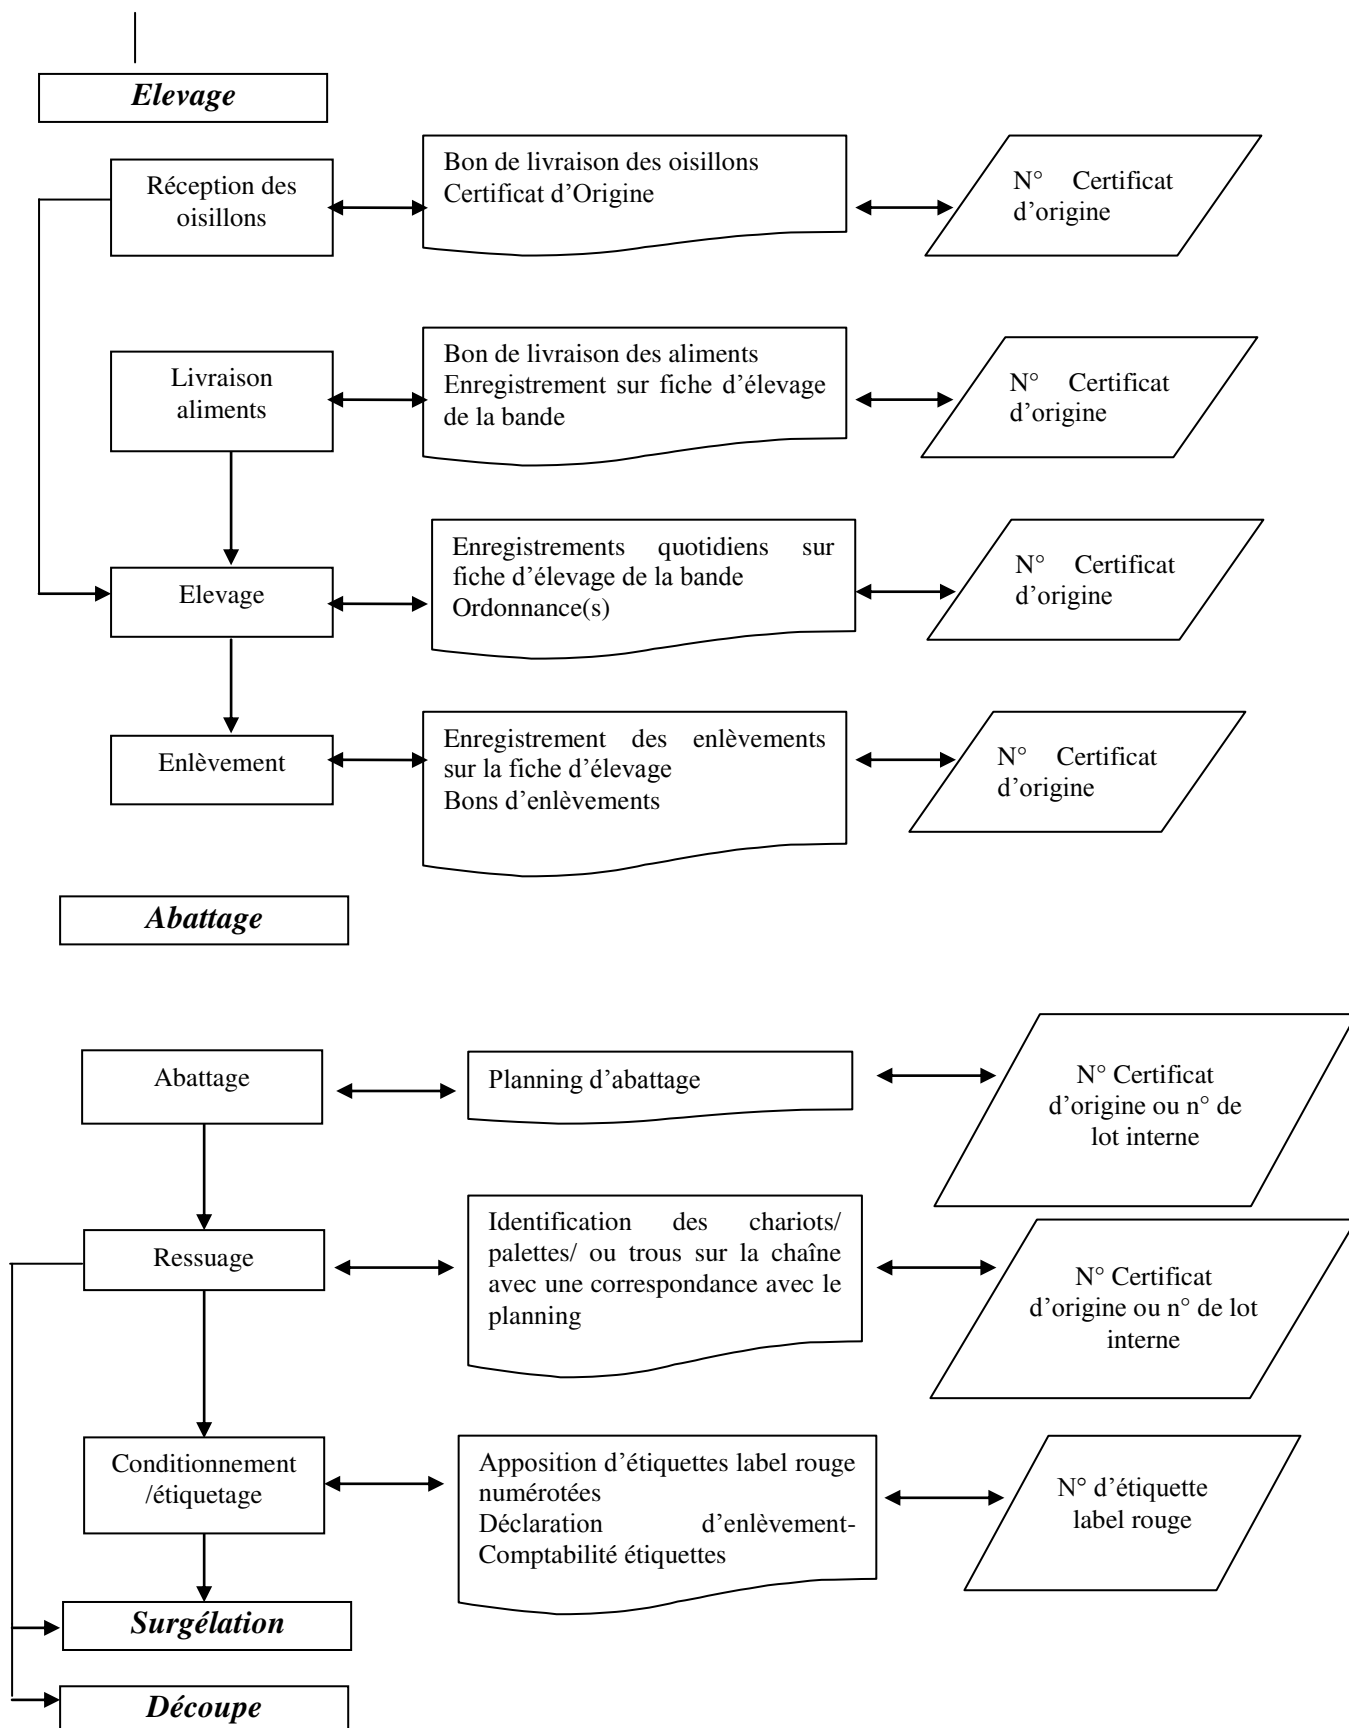 Elevage
Réception des
oisillons
Bon de livraison des oisillons
Certificat d’Origine
N° Certificat
d’origine
Livraison
aliments
Bon de livraison des aliments
Enregistrement sur fiche d’élevage
de la bande
N° Certificat
d’origine
Elevage
Enregistrements quotidiens sur
fiche d’élevage de la bande
Ordonnance(s)
N° Certificat
d’origine
Enlèvement
Enregistrement des enlèvements
sur la fiche d’élevage
Bons d’enlèvements
N° Certificat
d’origine
Abattage
Abattage
Planning d’abattage
N° Certificat
d’origine ou n° de
lot interne
Ressuage
Identification des chariots/
palettes/ ou trous sur la chaîne
avec une correspondance avec le
planning
N° Certificat
d’origine ou n° de lot
interne
Conditionnement
/étiquetage
Apposition d’étiquettes label rouge
numérotées
Déclaration d’enlèvement-
Comptabilité étiquettes
N° d’étiquette
label rouge
Surgélation
Découpe